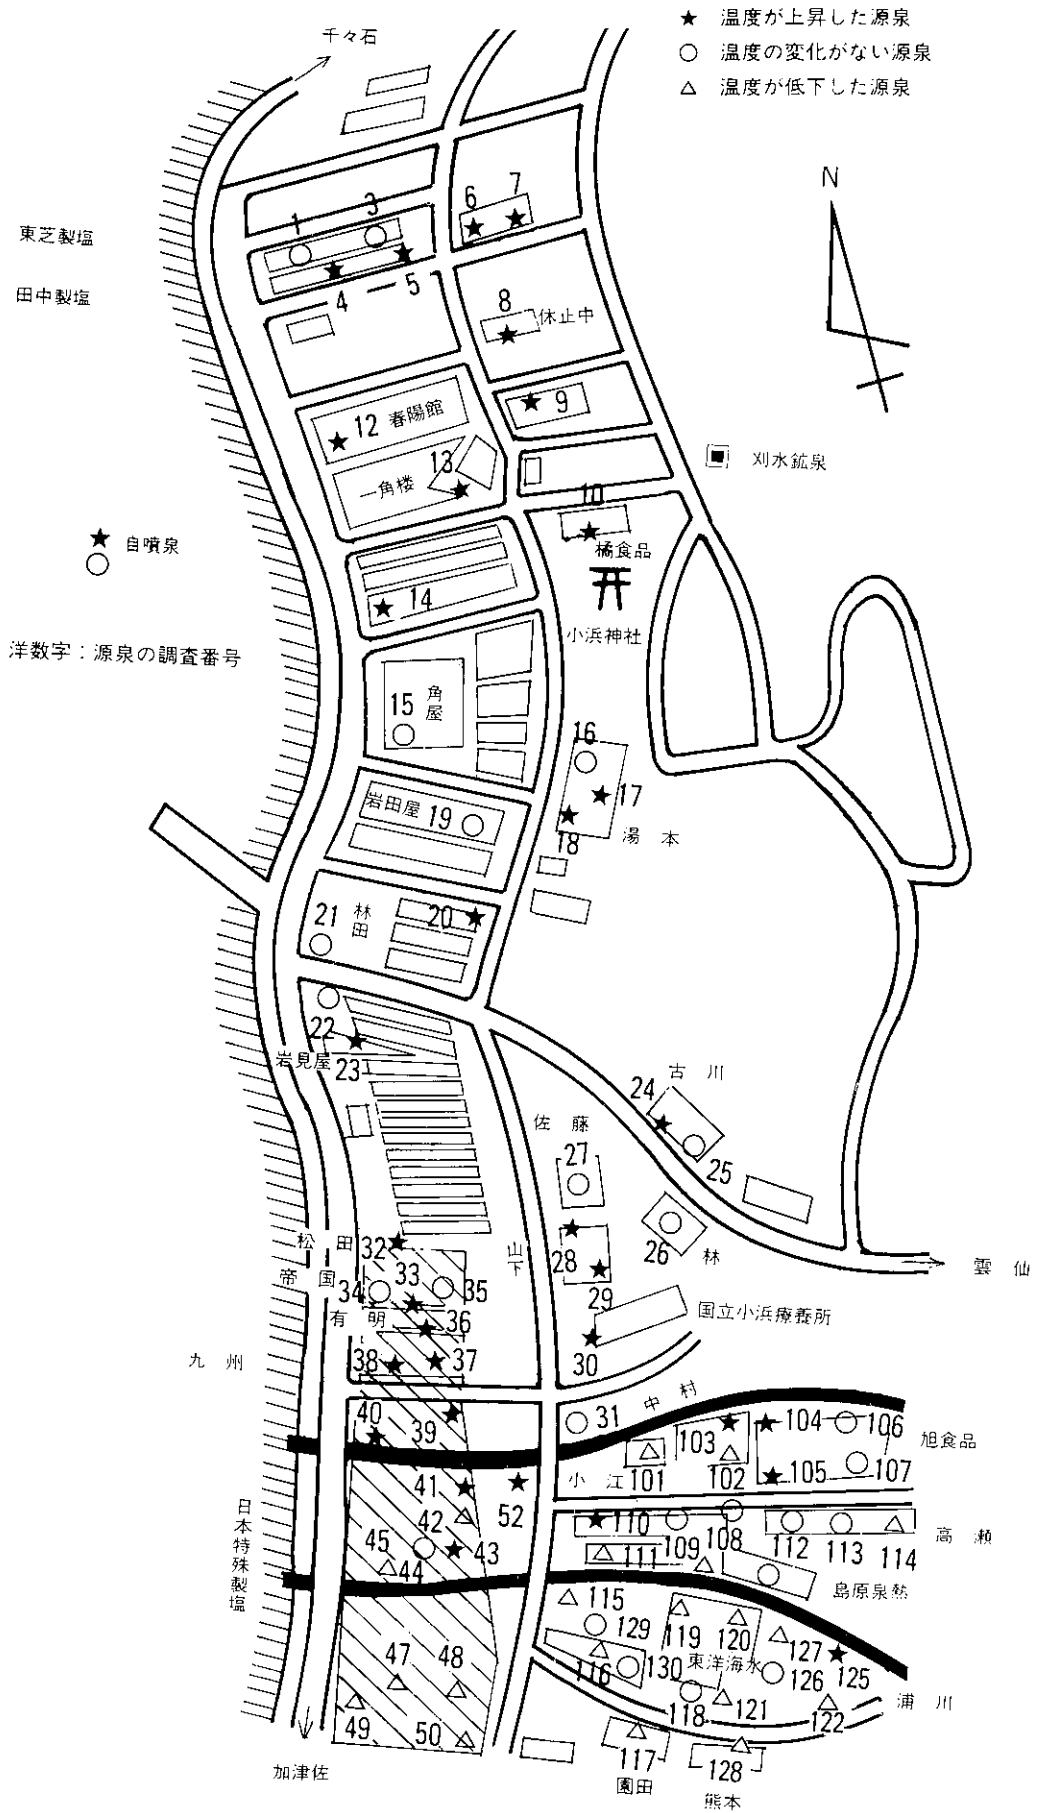 ★ 温度が上昇した源泉
○ 温度の変化がない源泉
△ 温度が低下した源泉
千々石
N
東芝製塩
田中製塩
1
3
6
7
4
5
8
休止中
9
12 春陽館
13
一角楼
刈水鉱泉
10
橘食品
自噴泉
14
小浜神社
洋数字：源泉の調査番号
15
角屋
16
17
18
湯本
岩田屋 19
20
21
林田
22
岩見屋 23
24
古川
25
佐藤
27
26
林
28
29
山下
松田 32
帝国
33
34
35
有明
36
37
38
30
国立小浜療養所
雲仙
九州
40
39
31
中村
103
104
106
旭食品
101
102
105
107
小江
41
42
52
43
45
44
110
109
108
112
113
114
高瀬
111
島原泉熱
日本特殊製塩
115
129
119
120
127
125
116
130
東洋海水
126
47
48
49
50
118
121
122
浦川
117
園田
128
熊本
加津佐